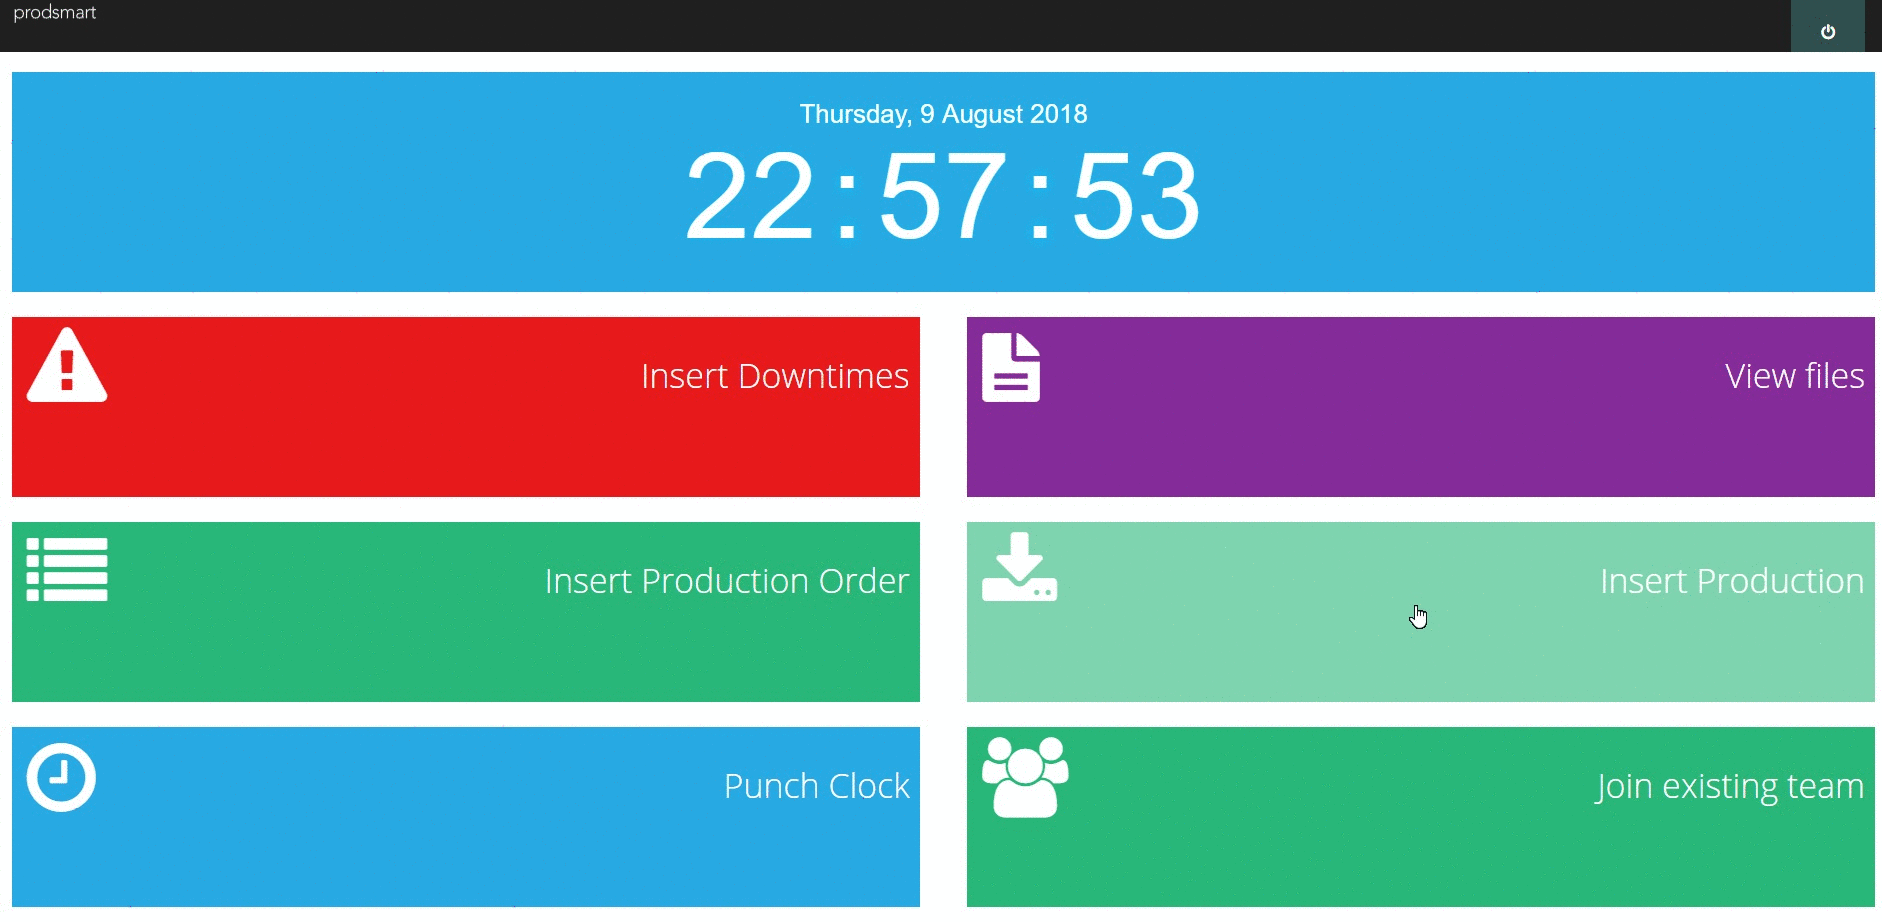 prodsmart
Thursday, 9 August 2018
22:57:53
Insert Downtimes
View files
Insert Production Order
Insert Production
Punch Clock
Join existing team